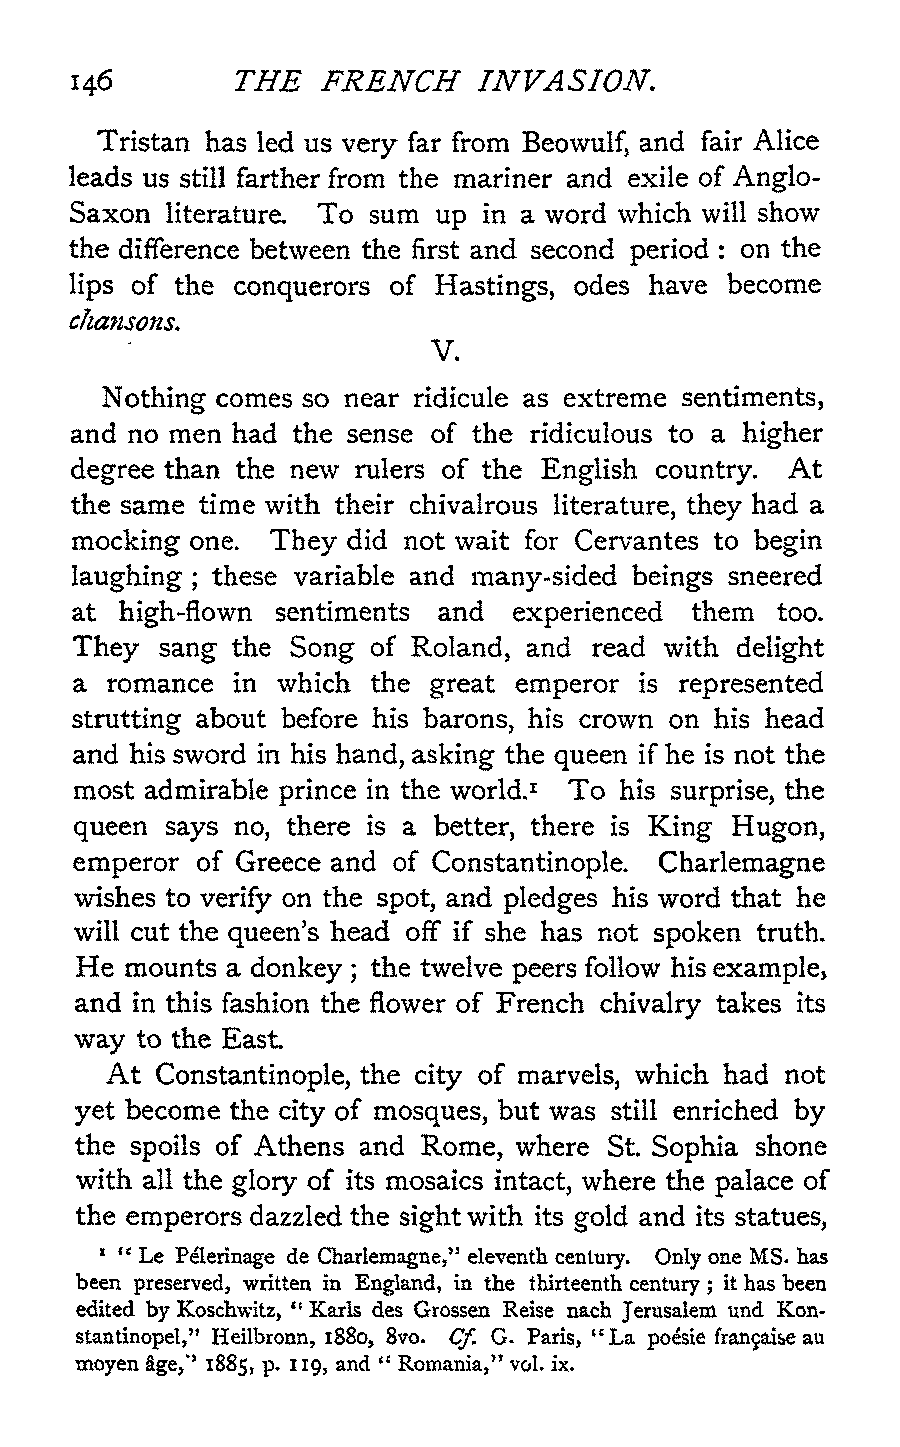 146 THE FRENCH INVASION.
Tristan has led us very far from Beowulf, and fair Alice
leads us still farther from the mariner and exile of Anglo-
Saxon literature. To sum up in a word which will show
the difference between the first and second period : on the
lips of the conquerors of Hastings, odes have become
chansons.
V.
Nothing comes so near ridicule as extreme sentiments,
and no men had the sense of the ridiculous to a higher
degree than the new rulers of the English country. At
the same time with their chivalrous literature, they had a
mocking one. They did not wait for Cervantes to begin
laughing ; these variable and many-sided beings sneered
at high-flown sentiments and experienced them too.
They sang the Song of Roland, and read with delight
a romance in which the great emperor is represented
strutting about before his barons, his crown on his head
and his sword in his hand, asking the queen if he is not the
most admirable prince in the world.¹ To his surprise, the
queen says no, there is a better, there is King Hugon,
emperor of Greece and of Constantinople. Charlemagne
wishes to verify on the spot, and pledges his word that he
will cut the queen's head off if she has not spoken truth.
He mounts a donkey ; the twelve peers follow his example,
and in this fashion the flower of French chivalry takes its
way to the East.
At Constantinople, the city of marvels, which had not
yet become the city of mosques, but was still enriched by
the spoils of Athens and Rome, where St. Sophia shone
with all the glory of its mosaics intact, where the palace of
the emperors dazzled the sight with its gold and its statues,
¹ "Le Pélerinage de Charlemagne," eleventh century. Only one MS. has
been preserved, written in England, in the thirteenth century ; it has been
edited by Koschwitz, "Karls des Grossen Reise nach Jerusalem und Kon-
stantinopel," Heilbronn, 1880, 8vo. Cf. G. Paris, "La poésie française au
moyen âge," 1885, p. 119, and "Romania," vol. ix.